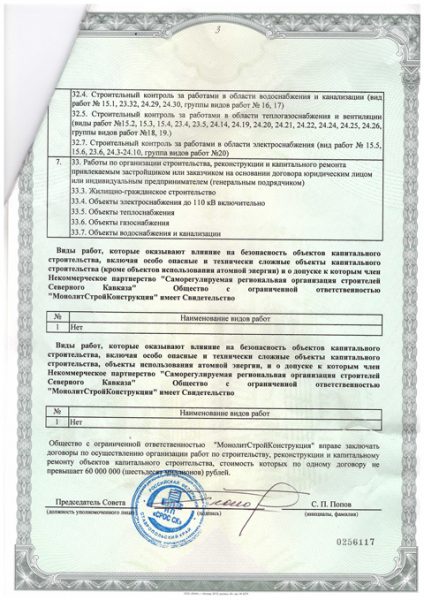 3
32.4. Строительный контроль за работами в области водоснабжения и канализации (вид
работ № 15.1, 23.32, 24.29, 24.30, группы видов работ № 16, 17)
32.5. Строительный контроль за работами в области теплогазоснабжения и вентиляции
(виды работ №15.2, 15.3, 15.4, 23.4, 23.5, 24.14, 24.19, 24.20, 24.21, 24.22, 24.24, 24.25, 24.26,
группы видов работ №18, 19.)
32.7. Строительный контроль за работами в области электроснабжения (вид работ № 15.5,
15.6, 23.6, 24.3-24.10, группа видов работ №20)
7. 33. Работы по организации строительства, реконструкции и капитального ремонта
привлекаемым застройщиком или заказчиком на основании договора юридическим лицом
или индивидуальным предпринимателем (генеральным подрядчиком)
33.3. Жилищно-гражданское строительство
33.4. Объекты электроснабжения до 110 кВ включительно
33.5. Объекты теплоснабжения
33.6. Объекты газоснабжения
33.7. Объекты водоснабжения и канализации
Виды работ, которые оказывают влияние на безопасность объектов капитального
строительства, включая особо опасные и технически сложные объекты капитального
строительства (кроме объектов использования атомной энергии) и о допуске к которым член
Некоммерческое партнерство "Саморегулируемая региональная организация строителей
Северного Кавказа" Общество с ограниченной ответственностью
"МонолитСтройКонструкция" имеет Свидетельство
№ Наименование видов работ
1 Нет
Виды работ, которые оказывают влияние на безопасность объектов капитального
строительства, включая особо опасные и технически сложные объекты капитального
строительства, объекты использования атомной энергии, и о допуске к которым член
Некоммерческое партнерство "Саморегулируемая региональная организация строителей
Северного Кавказа" Общество с ограниченной ответственностью
"МонолитСтройКонструкция" имеет Свидетельство
№ Наименование видов работ
1 Нет
Общество с ограниченной ответственностью "МонолитСтройКонструкция" вправе заключать
договоры по осуществлению организации работ по строительству, реконструкции и капитальному
ремонту объектов капитального строительства, стоимость которых по одному договору не
превышает 60 000 000 (шестьдесят миллионов) рублей.
Председатель Совета С. П. Попов
(должность уполномоченного лица) (подпись) (инициалы, фамилия)
"СРОС СК"
СТАВРОПОЛЬСКИЙ КРАЙ
0256117